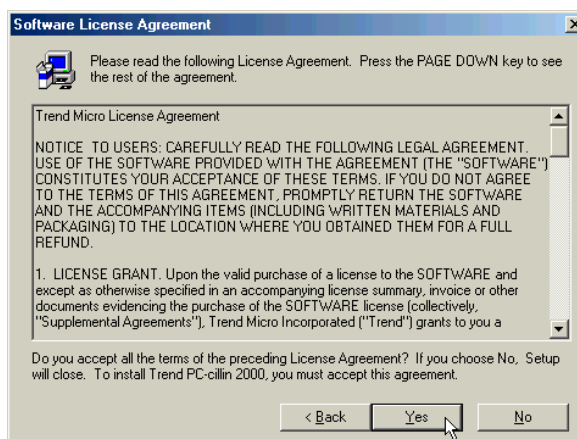 Software License Agreement
Please read the following License Agreement. Press the PAGE DOWN key to see
the rest of the agreement.
Trend Micro License Agreement
NOTICE TO USERS: CAREFULLY READ THE FOLLOWING LEGAL AGREEMENT.
USE OF THE SOFTWARE PROVIDED WITH THE AGREEMENT (THE "SOFTWARE")
CONSTITUTES YOUR ACCEPTANCE OF THESE TERMS. IF YOU DO NOT AGREE
TO THE TERMS OF THIS AGREEMENT, PROMPTLY RETURN THE SOFTWARE
AND THE ACCOMPANYING ITEMS (INCLUDING WRITTEN MATERIALS AND
PACKAGING) TO THE LOCATION WHERE YOU OBTAINED THEM FOR A FULL
REFUND.
1. LICENSE GRANT. Upon the valid purchase of a license to the SOFTWARE and
except as otherwise specified in an accompanying license summary, invoice or other
documents evidencing the purchase of the SOFTWARE license (collectively,
"Supplemental Agreements"), Trend Micro Incorporated ("Trend") grants to you a
Do you accept all the terms of the preceding License Agreement? If you choose No, Setup
will close. To install Trend PC-cillin 2000, you must accept this agreement.
< Back Yes No